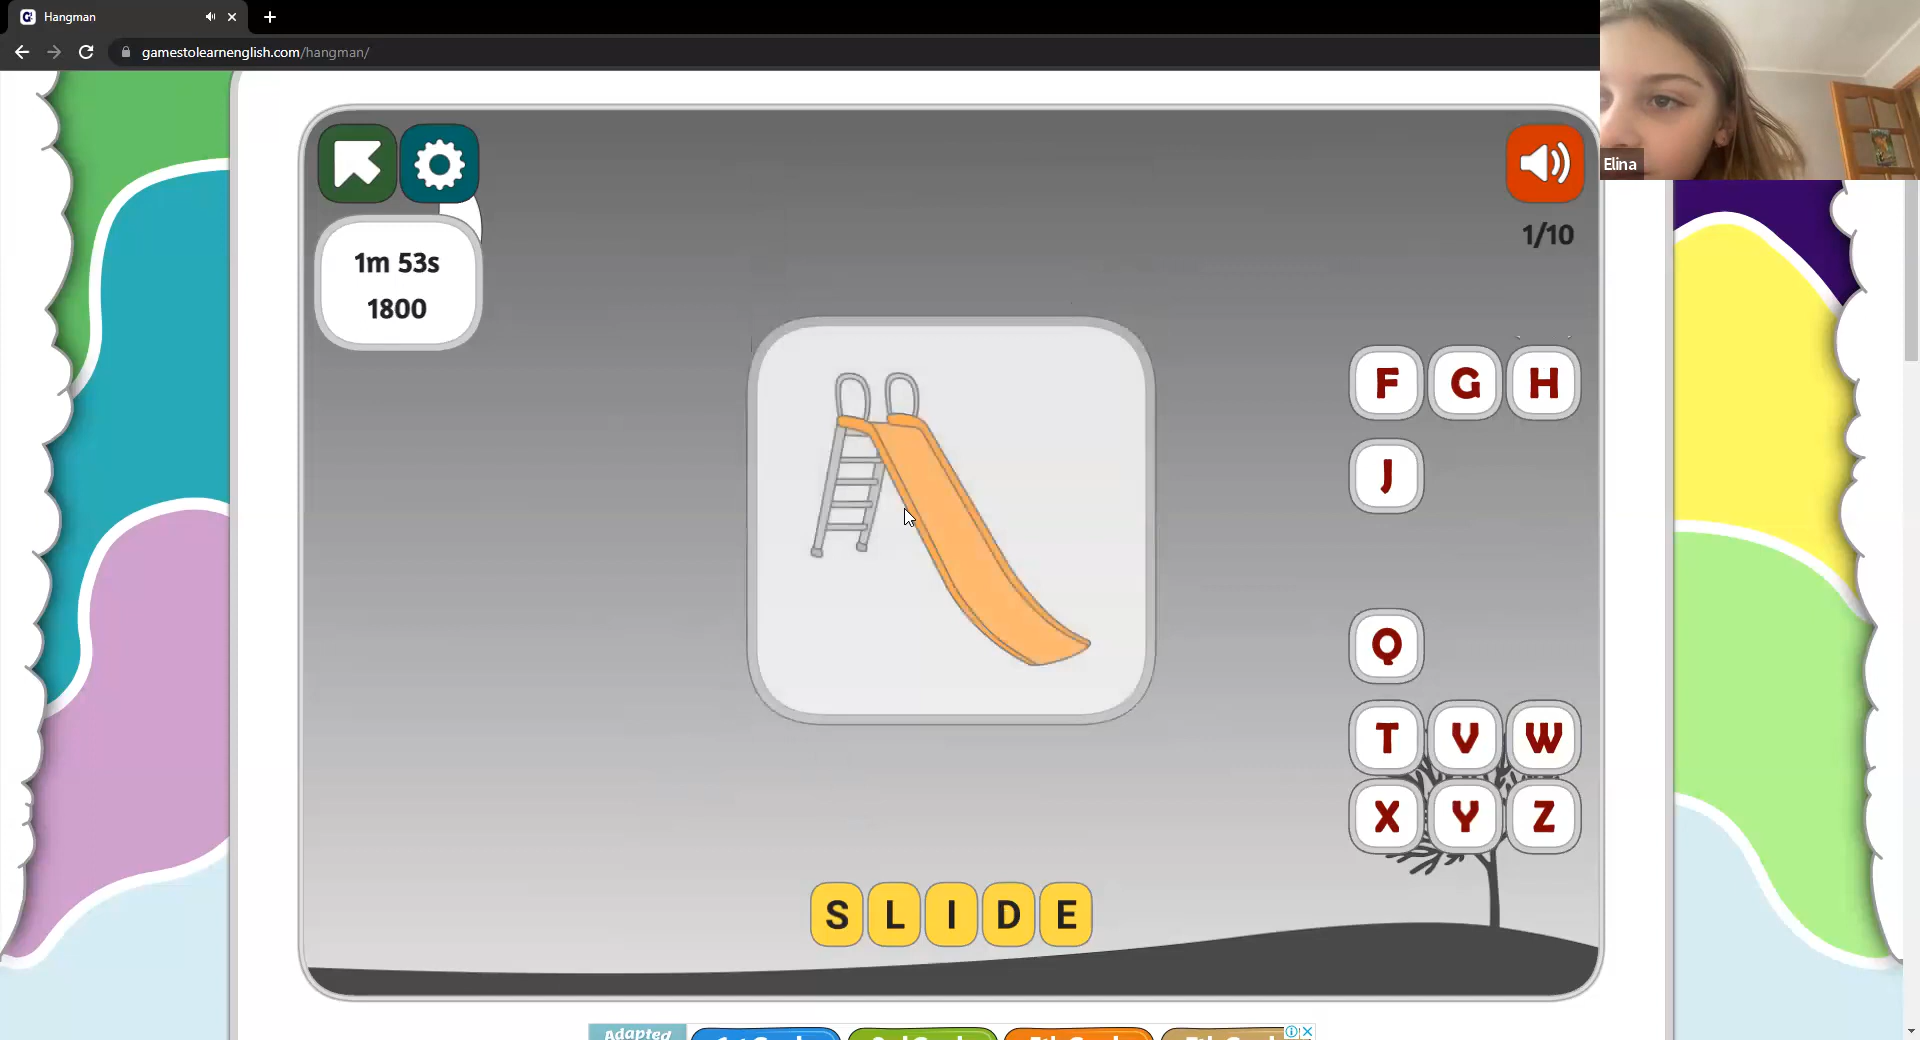 Hangman
gamestolearnenglish.com/hangman/
Elina
1m 53s
1800
1/10
F G H
J
Q
T V W
X Y Z
S L I D E
Adapted